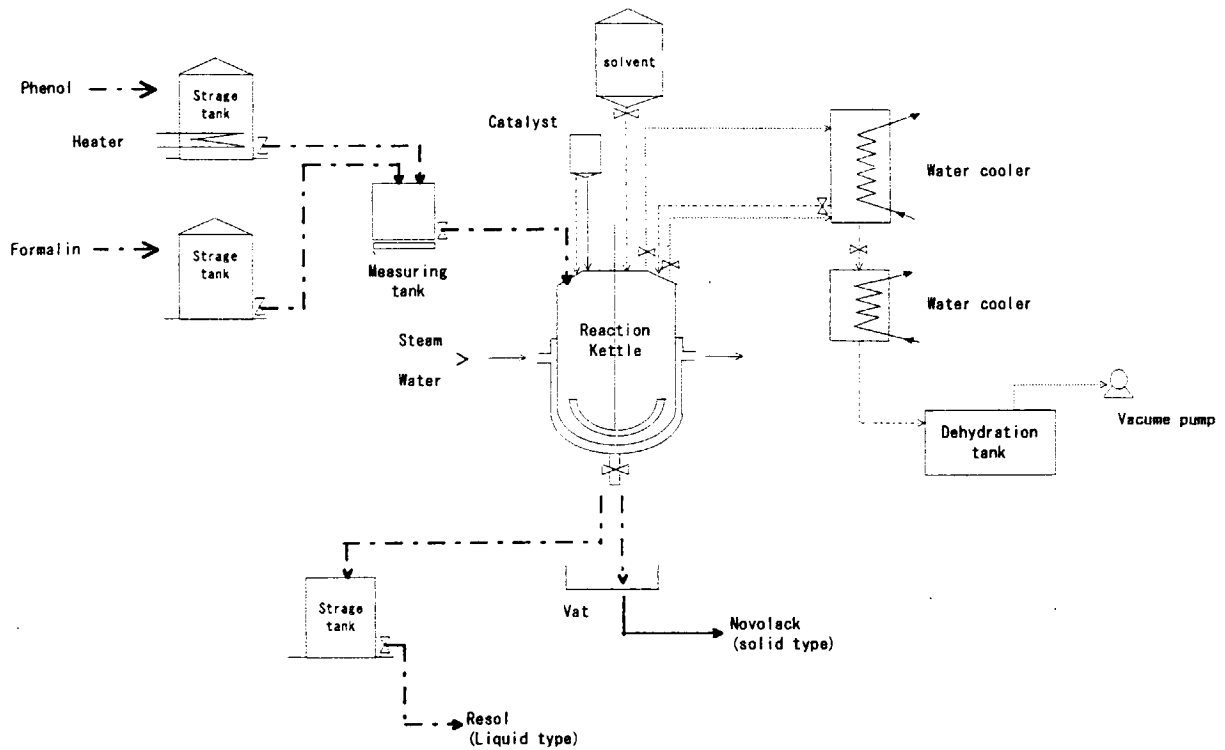 solvent
Phenol
Strage
tank
Heater
Catalyst
Water cooler
Formalin
Strage
tank
Measuring
tank
Water cooler
Reaction
Kettle
Steam
Water
Dehydration
tank
Vacume pump
Strage
tank
Vat
Novolack
(solid type)
Resol
(Liquid type)